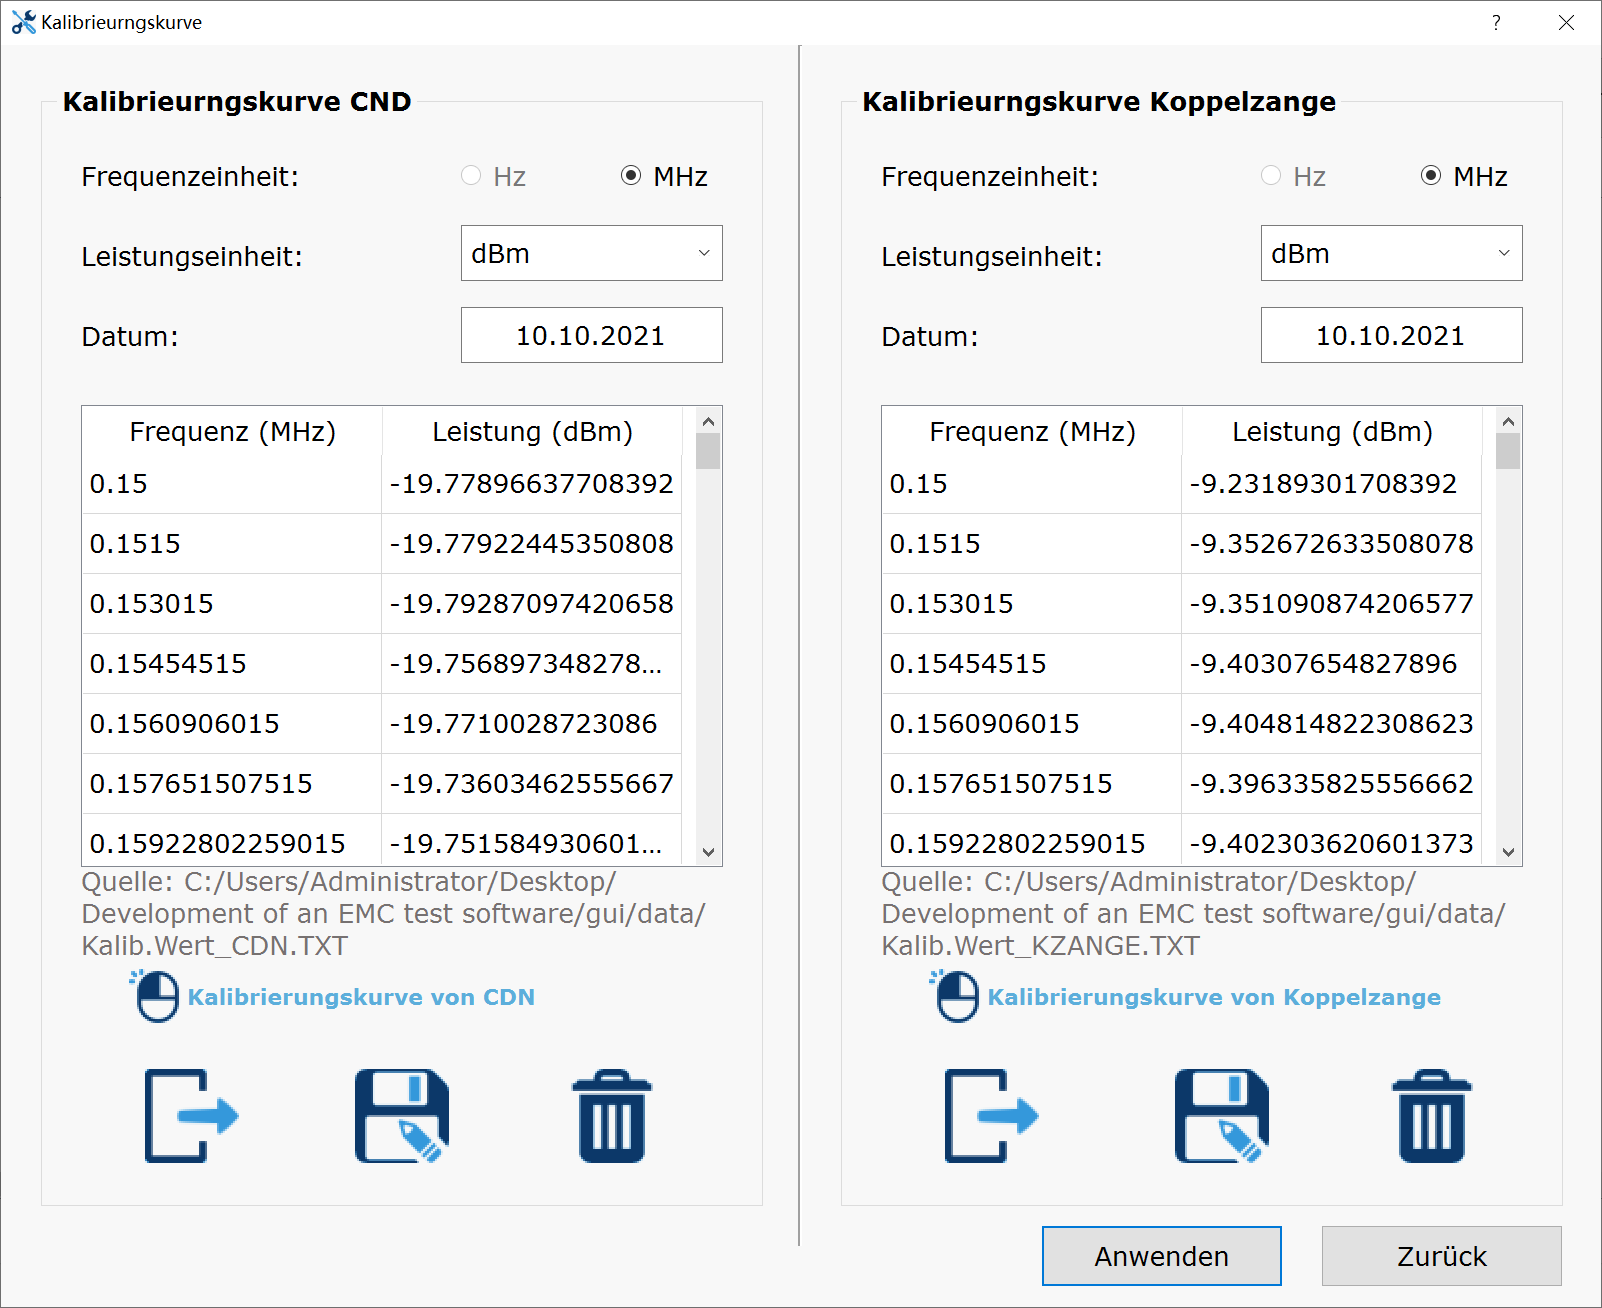 Kalibrieurngskurve
?
Kalibrieurngskurve CND
Frequenzeinheit:
Hz
MHz
Leistungseinheit:
dBm
Datum:
10.10.2021
Frequenz (MHz) Leistung (dBm)
0.15 -19.77896637708392
0.1515 -19.77922445350808
0.153015 -19.79287097420658
0.15454515 -19.756897348278...
0.1560906015 -19.7710028723086
0.157651507515 -19.73603462555667
0.15922802259015 -19.751584930601...
Quelle: C:/Users/Administrator/Desktop/
Development of an EMC test software/gui/data/
Kalib.Wert_CDN.TXT
Kalibrierungskurve von CDN
Kalibrieurngskurve Koppelzange
Frequenzeinheit:
Hz
MHz
Leistungseinheit:
dBm
Datum:
10.10.2021
Frequenz (MHz) Leistung (dBm)
0.15 -9.23189301708392
0.1515 -9.352672633508078
0.153015 -9.351090874206577
0.15454515 -9.40307654827896
0.1560906015 -9.404814822308623
0.157651507515 -9.396335825556662
0.15922802259015 -9.402303620601373
Quelle: C:/Users/Administrator/Desktop/
Development of an EMC test software/gui/data/
Kalib.Wert_KZANGE.TXT
Kalibrierungskurve von Koppelzange
Anwenden
Zurück